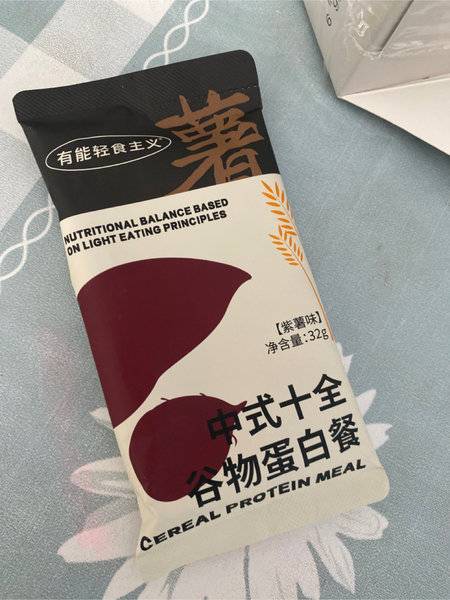 薯
有能轻食主义
NUTRITIONAL BALANCE BASED
ON LIGHT EATING PRINCIPLES
【紫薯味】
净含量:32g
中式十全
谷物蛋白餐
CEREAL PROTEIN MEAL
6